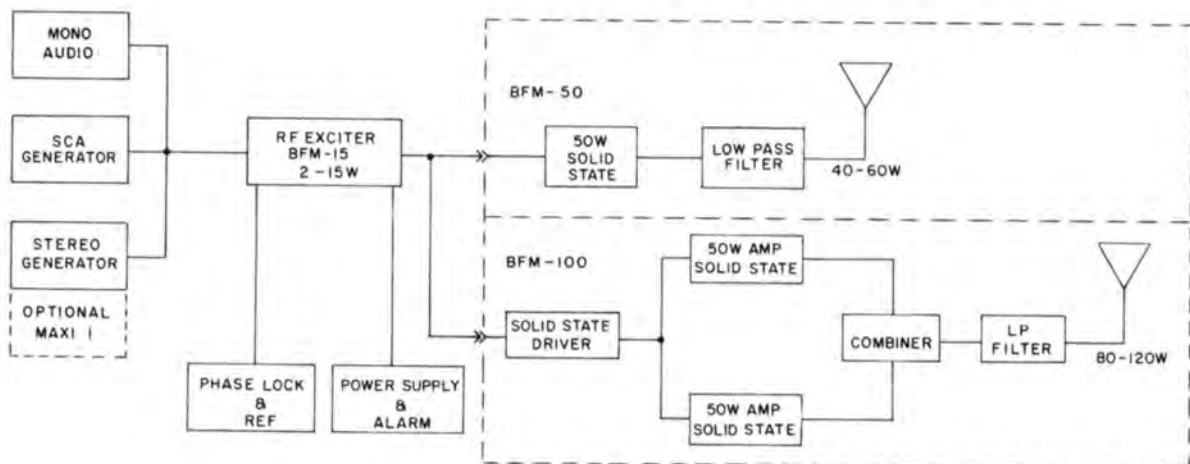 MONO
AUDIO
SCA
GENERATOR
STEREO
GENERATOR
OPTIONAL
MAXI I
RF EXCITER
BFM-15
2-15W
PHASE LOCK
&
REF
POWER SUPPLY
&
ALARM
BFM-50
50W
SOLID
STATE
LOW PASS
FILTER
40-60W
BFM-100
SOLID STATE
DRIVER
50W AMP
SOLID STATE
50W AMP
SOLID STATE
COMBINER
LP
FILTER
80-120W